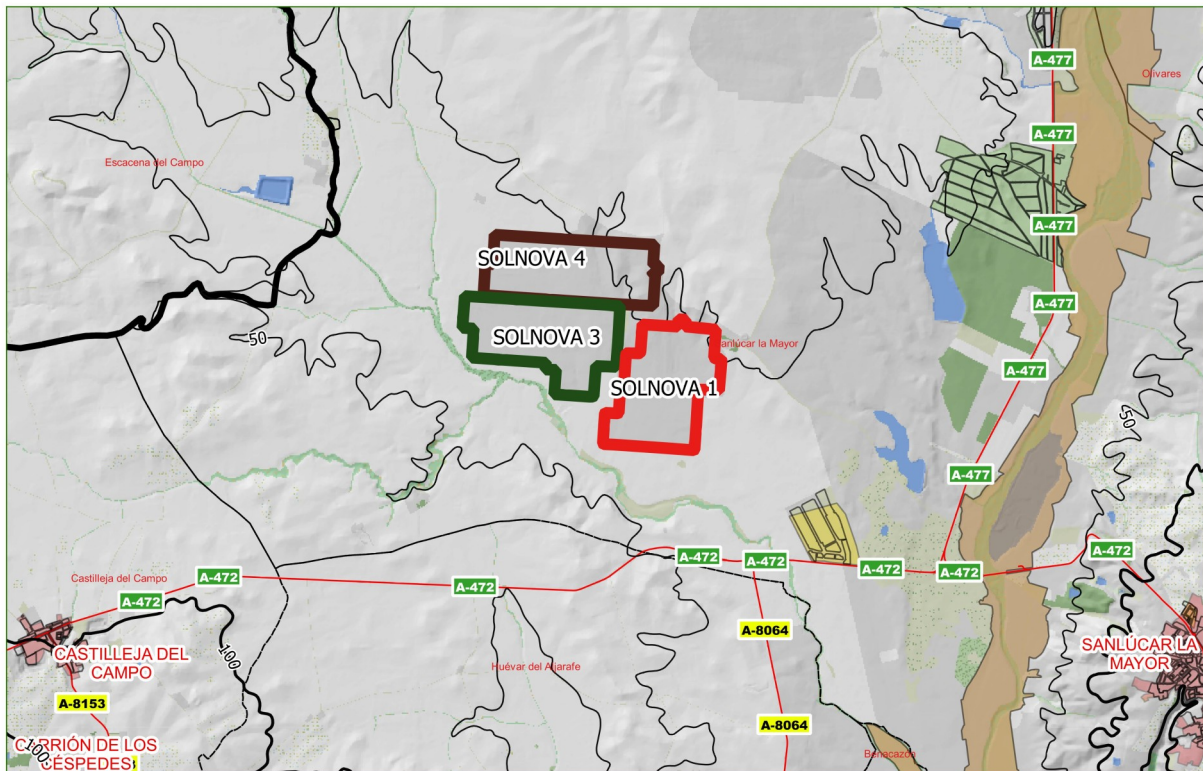 A-477
Olivares
A-477
Escacena del Campo
A-477
SOLNOVA 4
A-477
50
SOLNOVA 3
Sanlúcar la Mayor
A-477
SOLNOVA 1
50
A-477
A-472
A-472
A-472
A-472
A-472
Castilleja del Campo
A-472
A-472
A-472
A-8064
CASTILLEJA DEL
CAMPO
100
Huévar del Aljarafe
SANLÚCAR LA
MAYOR
A-8153
A-8064
CARRIÓN DE LOS
CÉSPEDES
100
Benacazón